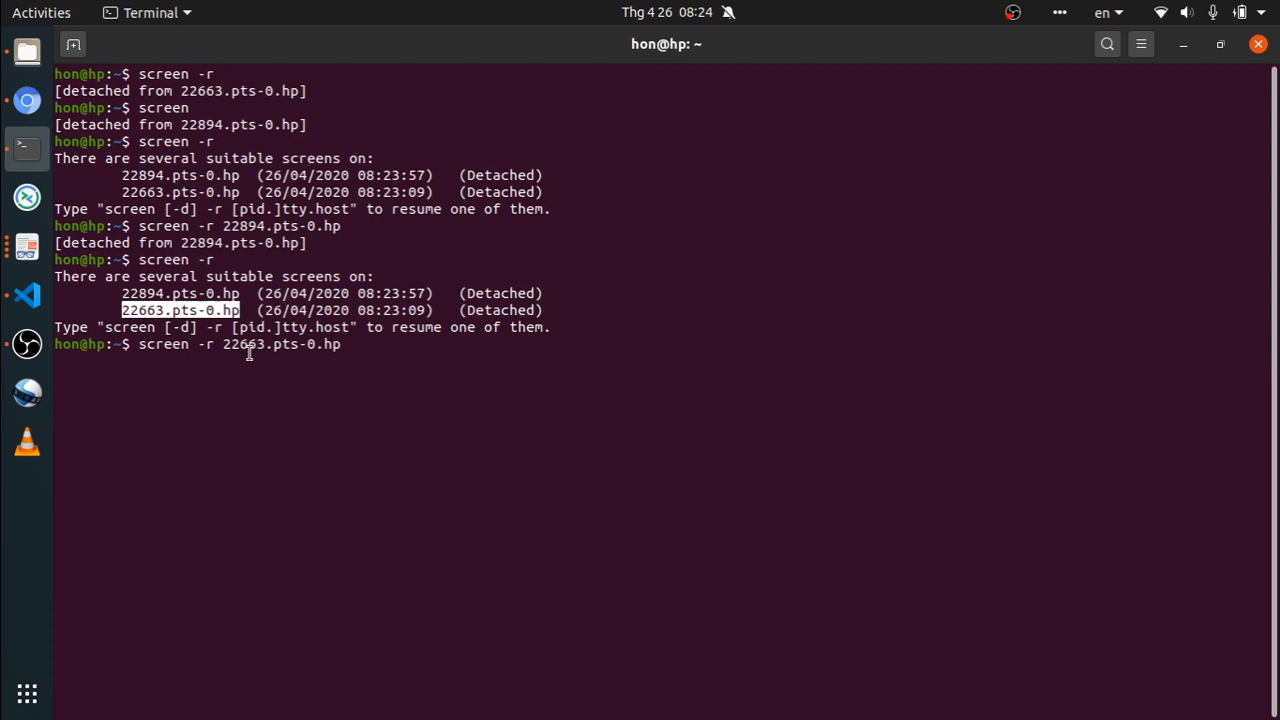 Activities
Terminal
Thg 4 26 08:24
en
hon@hp: ~
hon@hp:~$ screen -r
[detached from 22663.pts-0.hp]
hon@hp:~$ screen
[detached from 22894.pts-0.hp]
hon@hp:~$ screen -r
There are several suitable screens on:
22894.pts-0.hp (26/04/2020 08:23:57) (Detached)
22663.pts-0.hp (26/04/2020 08:23:09) (Detached)
Type "screen [-d] -r [pid.]tty.host" to resume one of them.
hon@hp:~$ screen -r 22894.pts-0.hp
[detached from 22894.pts-0.hp]
hon@hp:~$ screen -r
There are several suitable screens on:
22894.pts-0.hp (26/04/2020 08:23:57) (Detached)
22663.pts-0.hp (26/04/2020 08:23:09) (Detached)
Type "screen [-d] -r [pid.]tty.host" to resume one of them.
hon@hp:~$ screen -r 22663.pts-0.hp